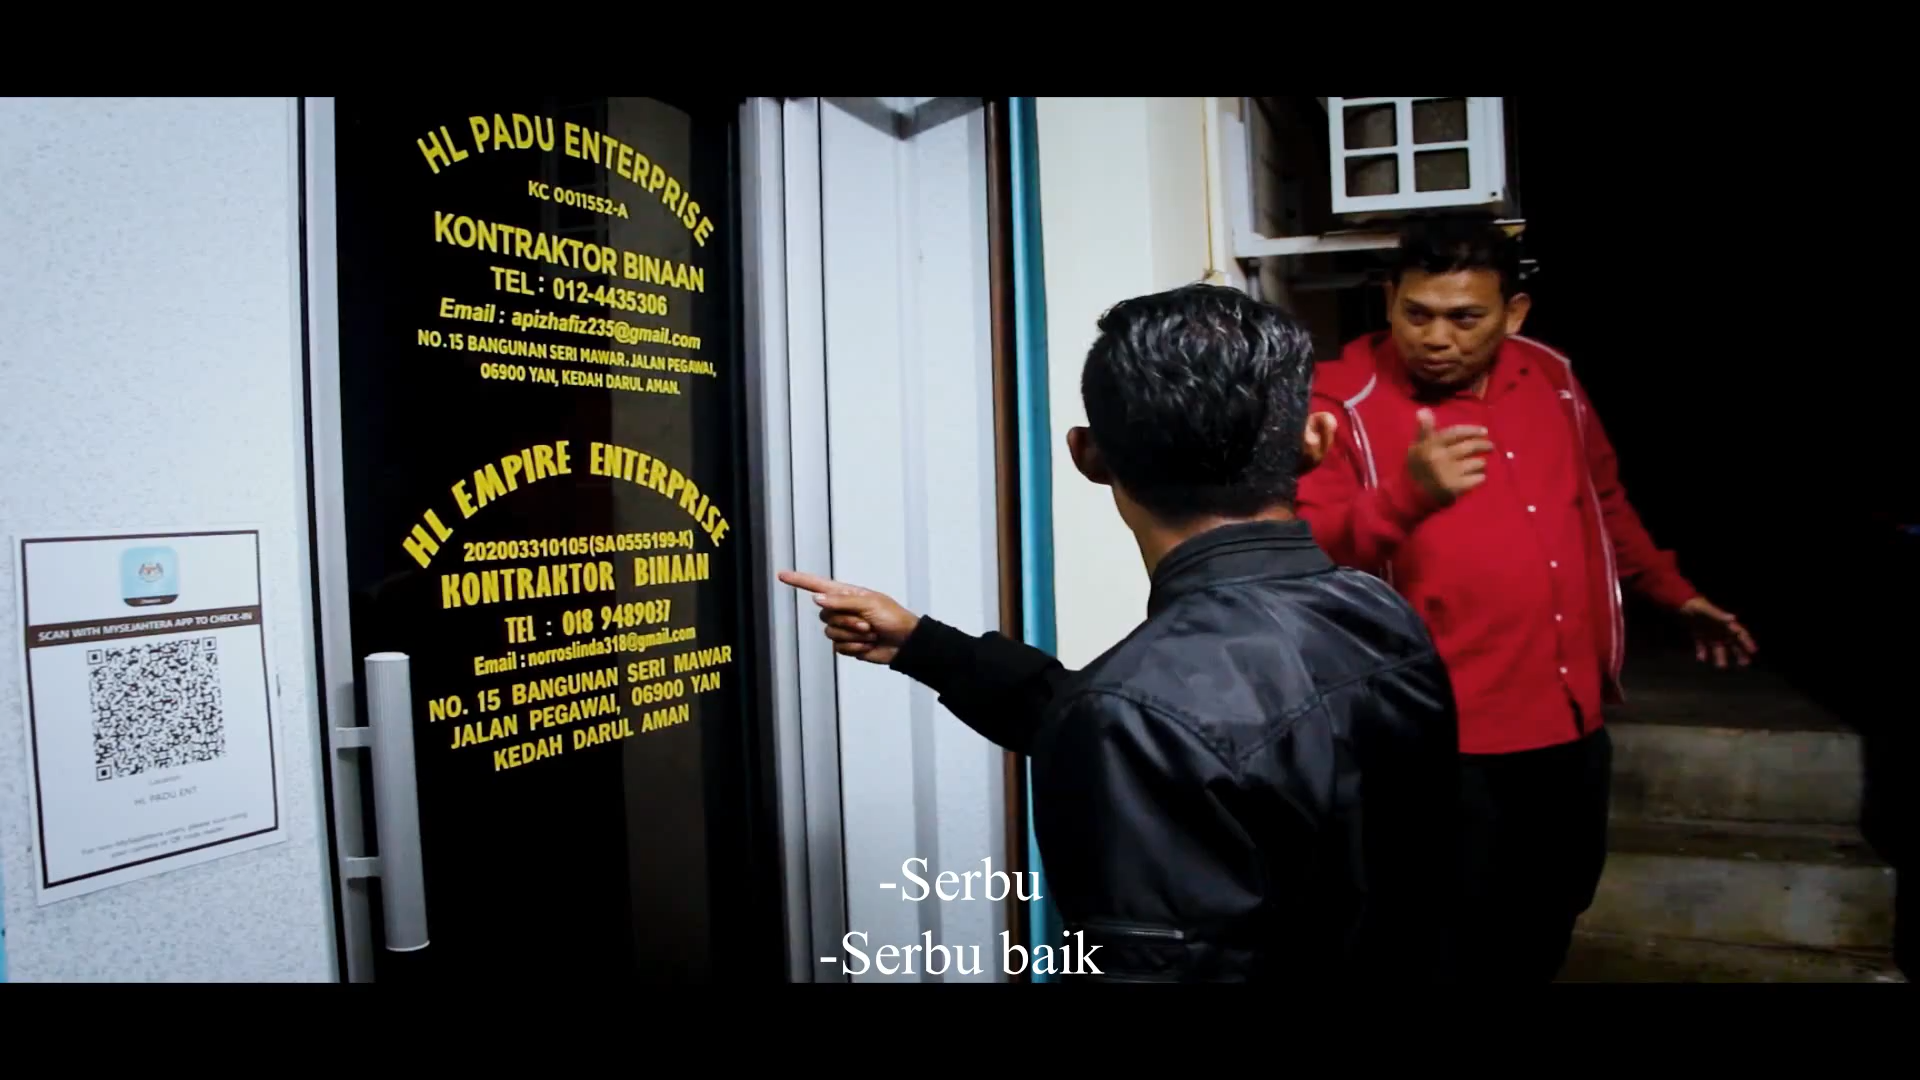 HL PADU ENTERPRISE
KC 0011552-A
KONTRAKTOR BINAAN
TEL : 012-4435306
Email : apizhafiz235@gmail.com
NO.15 BANGUNAN SERI MAWAR, JALAN PEGAWAI,
06900 YAN, KEDAH DARUL AMAN.
HL EMPIRE ENTERPRISE
202003310105(SA0555199-K)
KONTRAKTOR BINAAN
TEL : 018 9489037
Email : norroslinda318@gmail.com
NO. 15 BANGUNAN SERI MAWAR
JALAN PEGAWAI, 06900 YAN
KEDAH DARUL AMAN
SCAN WITH MYSEJAHTERA APP TO CHECK-IN
Location:
HL PADU ENT
-Serbu
-Serbu baik